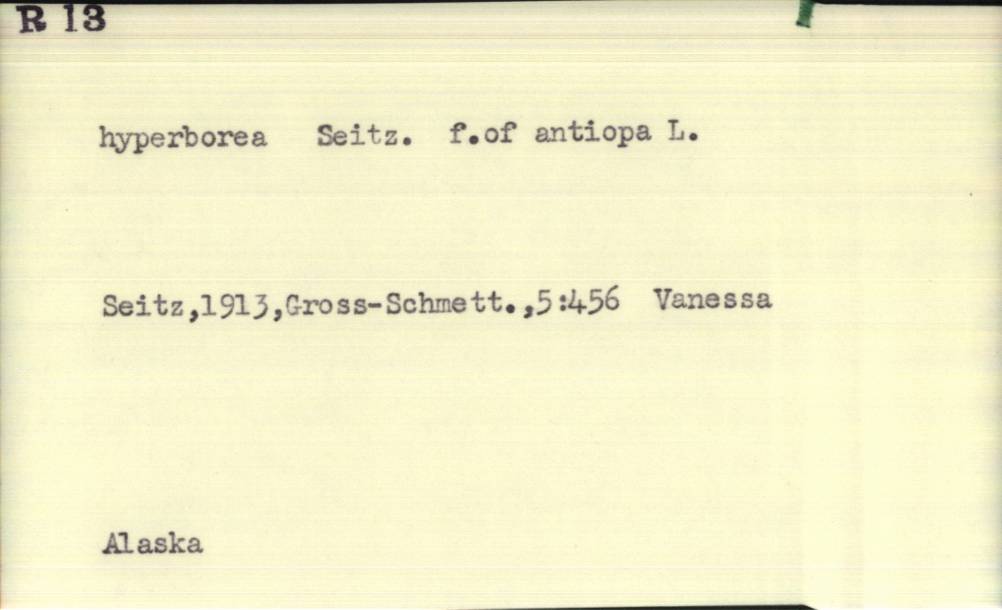 R 13
hyperborea Seitz. f.of antiopa L.
Seitz,1913,Gross-Schmett.,5:456 Vanessa
Alaska